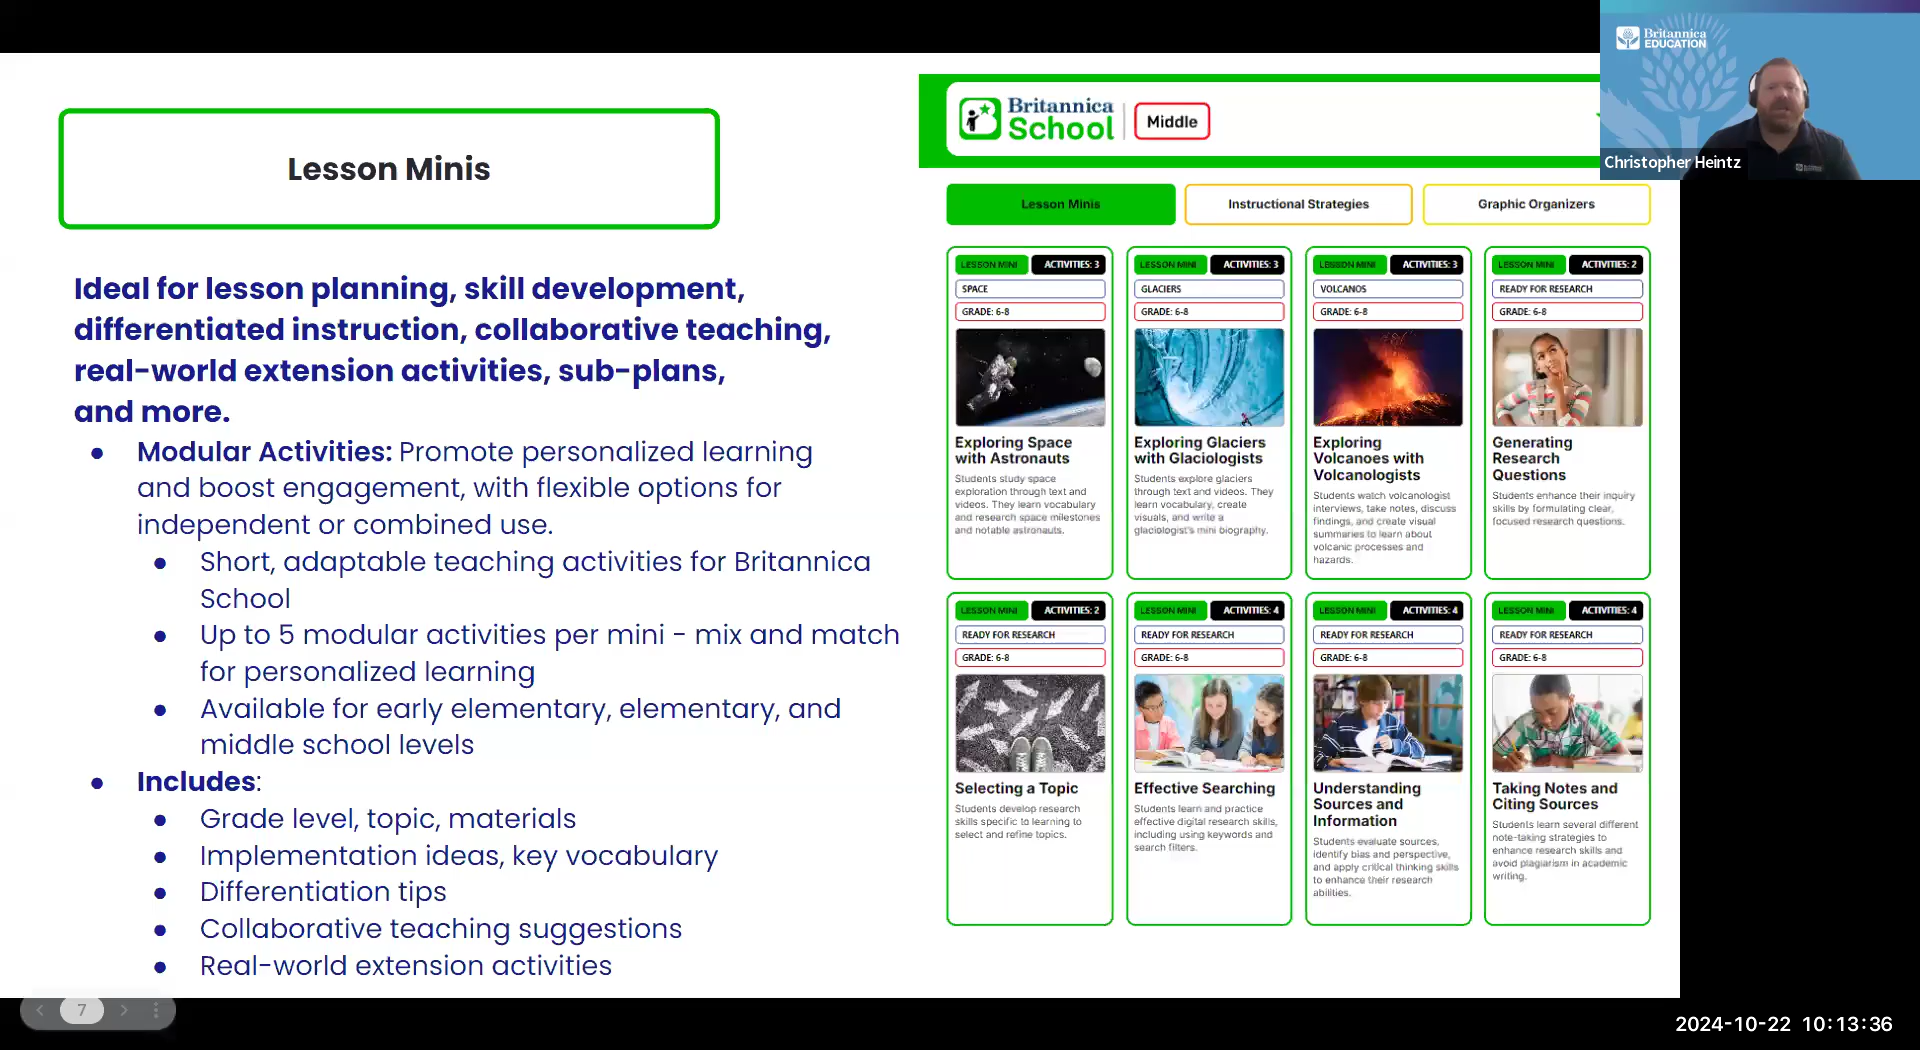 Lesson Minis
Ideal for lesson planning, skill development,
differentiated instruction, collaborative teaching,
real-world extension activities, sub-plans,
and more.
● Modular Activities: Promote personalized learning
and boost engagement, with flexible options for
independent or combined use.
● Short, adaptable teaching activities for Britannica
School
● Up to 5 modular activities per mini - mix and match
for personalized learning
● Available for early elementary, elementary, and
middle school levels
● Includes:
● Grade level, topic, materials
● Implementation ideas, key vocabulary
● Differentiation tips
● Collaborative teaching suggestions
● Real-world extension activities
Britannica
School
Middle
Lesson Minis
Instructional Strategies
Graphic Organizers
LESSON MINI
ACTIVITIES: 3
SPACE
GRADE: 6-8
Exploring Space
with Astronauts
Students study space
exploration through text and
videos. They learn vocabulary
and research space milestones
and notable astronauts.
LESSON MINI
ACTIVITIES: 3
GLACIERS
GRADE: 6-8
Exploring Glaciers
with Glaciologists
Students explore glaciers
through text and videos. They
learn vocabulary, create
visuals, and write a
glaciologist's mini biography.
LESSON MINI
ACTIVITIES: 3
VOLCANOS
GRADE: 6-8
Exploring
Volcanoes with
Volcanologists
Students watch volcanologist
interviews, take notes, discuss
findings, and create visual
summaries to learn about
volcanic processes and
hazards.
LESSON MINI
ACTIVITIES: 2
READY FOR RESEARCH
GRADE: 6-8
Generating
Research
Questions
Students enhance their inquiry
skills by formulating clear,
focused research questions.
LESSON MINI
ACTIVITIES: 2
READY FOR RESEARCH
GRADE: 6-8
Selecting a Topic
Students develop research
skills specific to learning to
select and refine topics.
LESSON MINI
ACTIVITIES: 4
READY FOR RESEARCH
GRADE: 6-8
Effective Searching
Students learn and practice
effective digital research skills,
including using keywords and
search filters.
LESSON MINI
ACTIVITIES: 4
READY FOR RESEARCH
GRADE: 6-8
Understanding
Sources and
Information
Students evaluate sources,
identify bias and perspective,
and apply critical thinking skills
to enhance their research
abilities.
LESSON MINI
ACTIVITIES: 4
READY FOR RESEARCH
GRADE: 6-8
Taking Notes and
Citing Sources
Students learn several different
note-taking strategies to
enhance research skills and
avoid plagiarism in academic
writing.
Britannica
EDUCATION
Christopher Heintz
7
2024-10-22 10:13:36